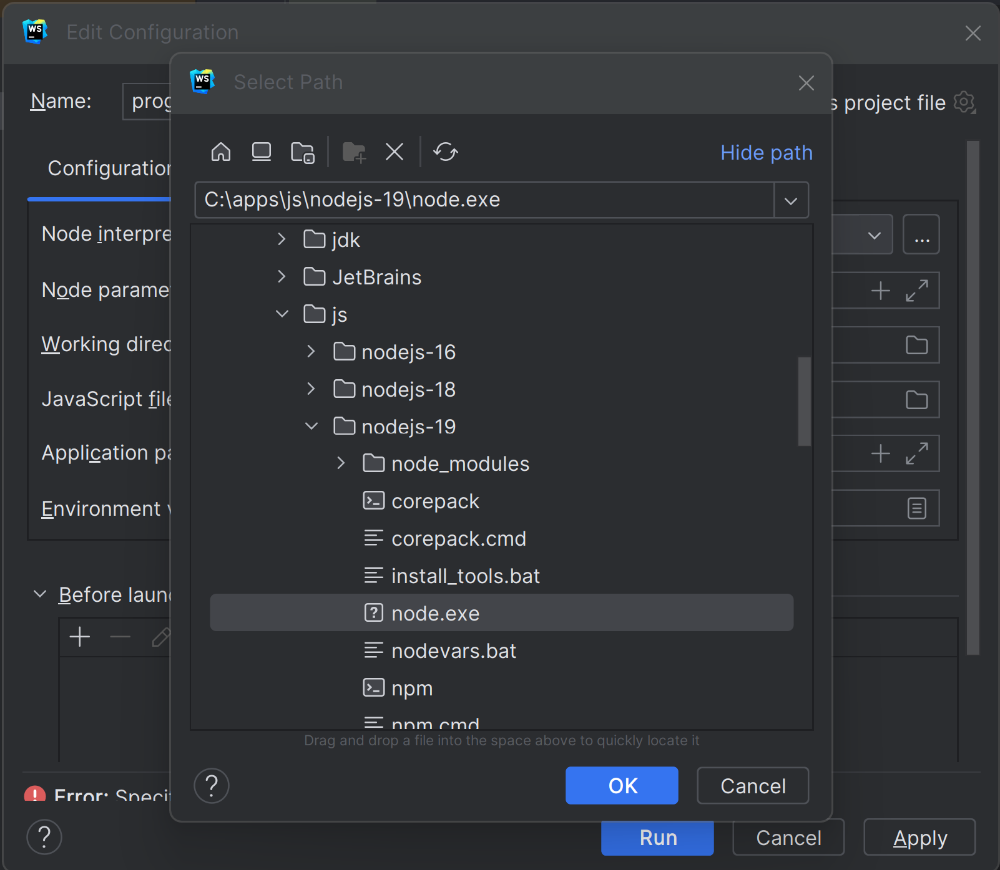 WS Edit Configuration
WS Select Path
Name:
prog
s project file
Hide path
Configuration
C:\apps\js\nodejs-19\node.exe
Node interpre
...
jdk
JetBrains
Node parame
js
Working direc
nodejs-16
nodejs-18
JavaScript file
nodejs-19
Application pa
node_modules
corepack
Environment v
corepack.cmd
install_tools.bat
Before launc
node.exe
nodevars.bat
npm
npm.cmd
Drag and drop a file into the space above to quickly locate it
?
OK
Cancel
Error: Specif
?
Run
Cancel
Apply